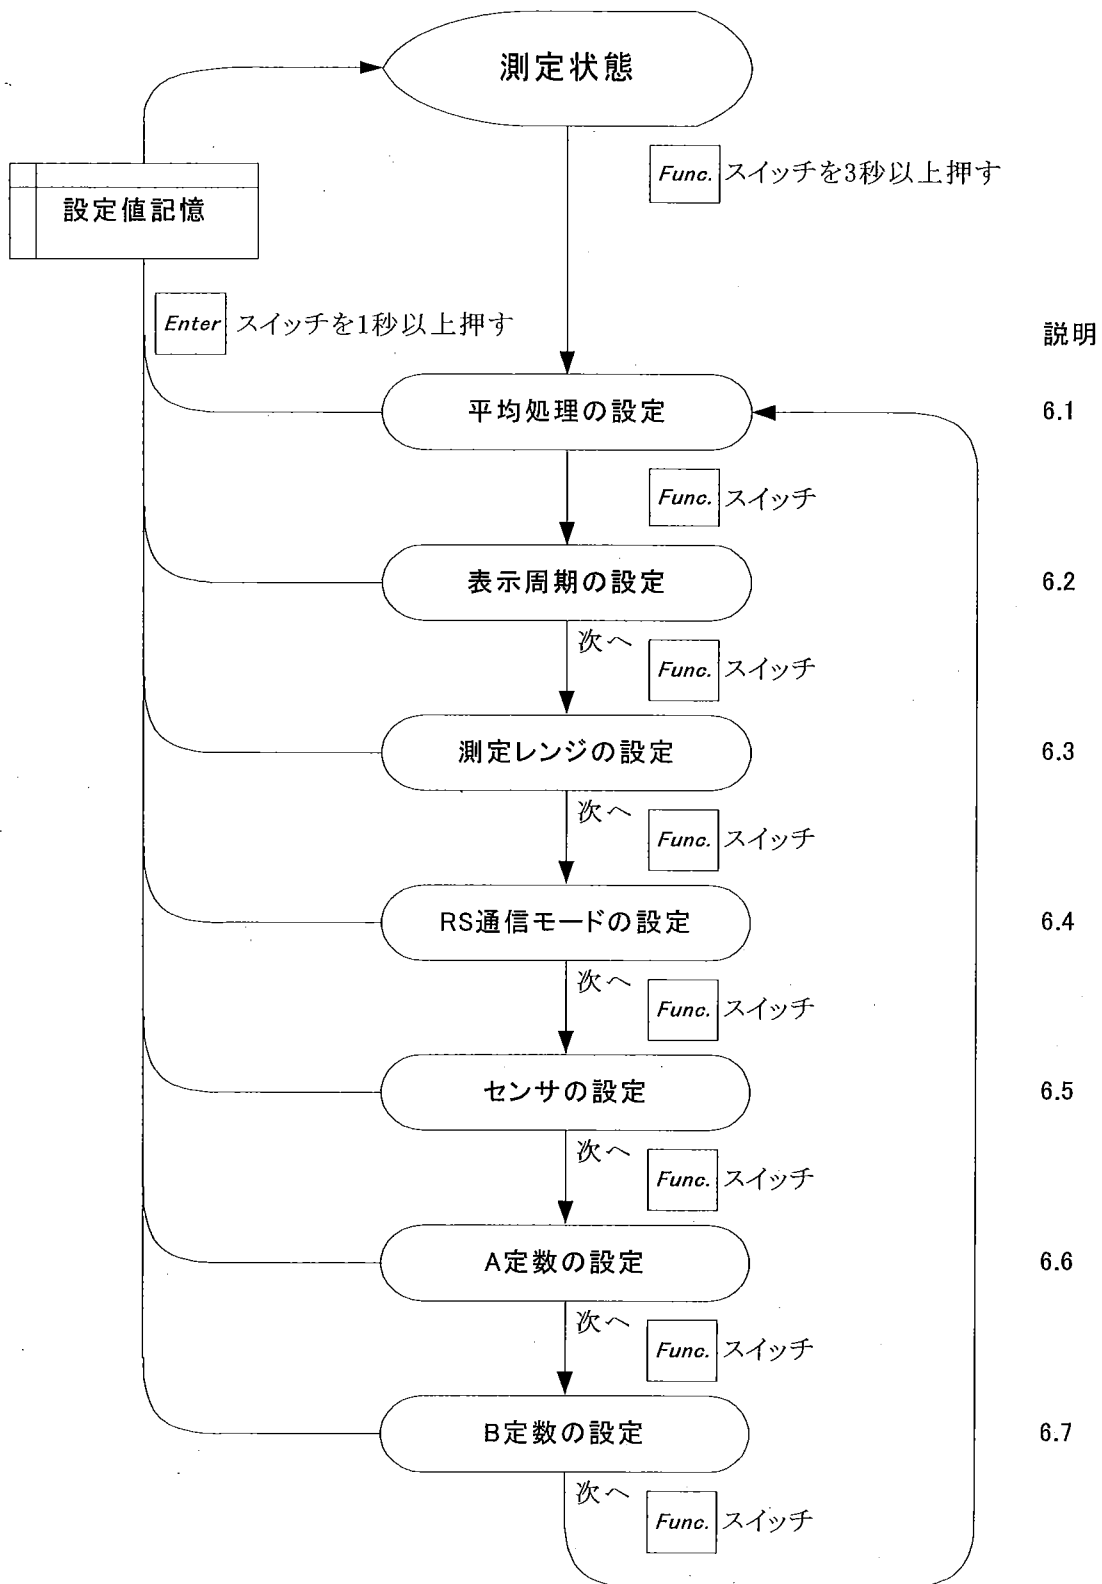 測定状態
Func. スイッチを3秒以上押す
設定値記憶
Enter スイッチを1秒以上押す
説明
平均処理の設定 6.1
Func. スイッチ
表示周期の設定 6.2
次へ
Func. スイッチ
測定レンジの設定 6.3
次へ
Func. スイッチ
RS通信モードの設定 6.4
次へ
Func. スイッチ
センサの設定 6.5
次へ
Func. スイッチ
A定数の設定 6.6
次へ
Func. スイッチ
B定数の設定 6.7
次へ
Func. スイッチ